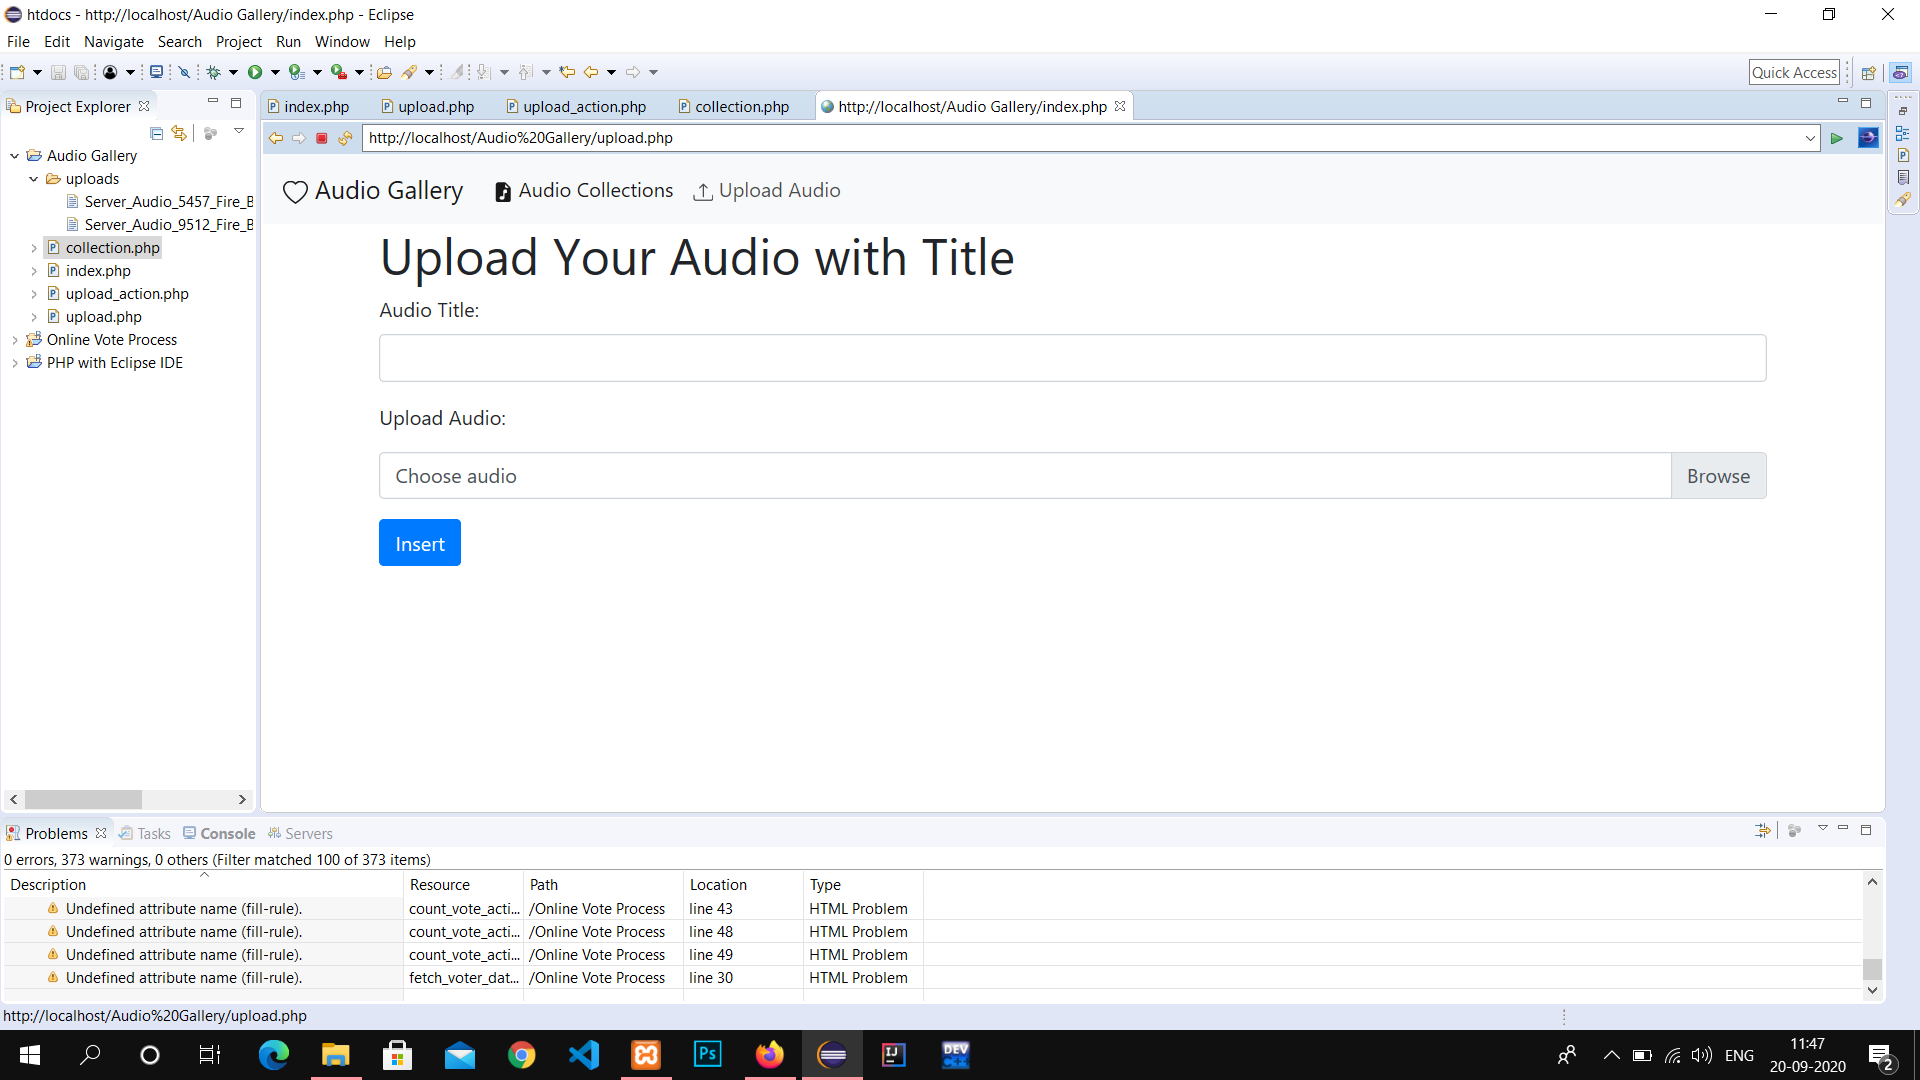 htdocs - http://localhost/Audio Gallery/index.php - Eclipse
File Edit Navigate Search Project Run Window Help
Quick Access
Project Explorer
index.php upload.php upload_action.php collection.php http://localhost/Audio Gallery/index.php
http://localhost/Audio%20Gallery/upload.php
Audio Gallery
uploads
Server_Audio_5457_Fire_B
Server_Audio_9512_Fire_B
collection.php
index.php
upload_action.php
upload.php
Online Vote Process
PHP with Eclipse IDE
Audio Gallery Audio Collections Upload Audio
Upload Your Audio with Title
Audio Title:
Upload Audio:
Choose audio Browse
Insert
Problems Tasks Console Servers
0 errors, 373 warnings, 0 others (Filter matched 100 of 373 items)
Description Resource Path Location Type
Undefined attribute name (fill-rule). count_vote_acti... /Online Vote Process line 43 HTML Problem
Undefined attribute name (fill-rule). count_vote_acti... /Online Vote Process line 48 HTML Problem
Undefined attribute name (fill-rule). count_vote_acti... /Online Vote Process line 49 HTML Problem
Undefined attribute name (fill-rule). fetch_voter_dat... /Online Vote Process line 30 HTML Problem
http://localhost/Audio%20Gallery/upload.php
Ps
IJ
DEV
ENG
11:47
20-09-2020
2